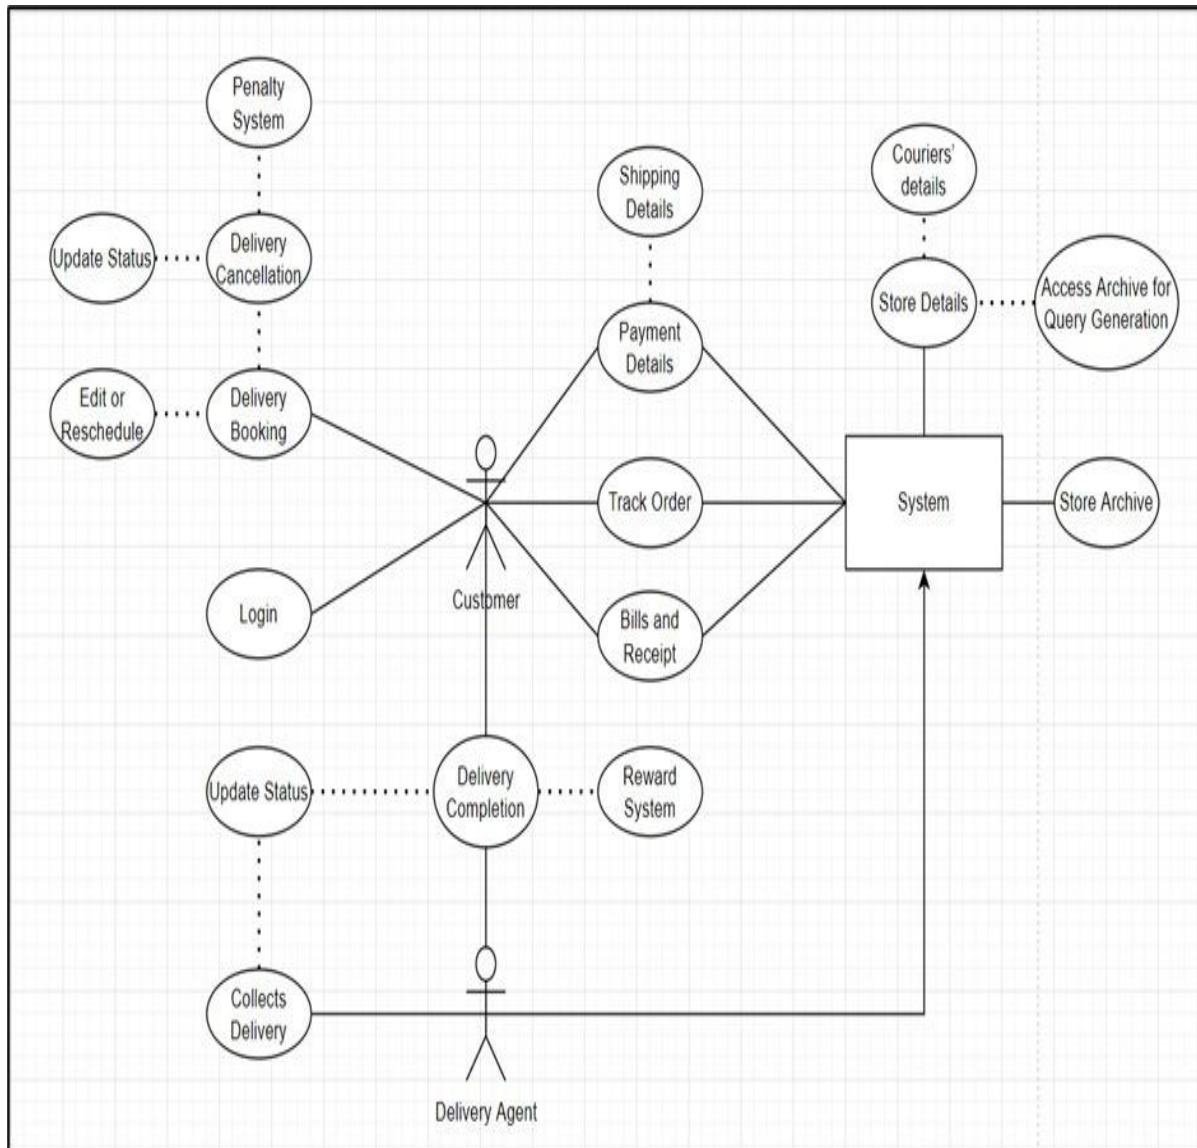 Penalty
System
Shipping
Details
Couriers'
details
Update Status
Delivery
Cancellation
Store Details
Access Archive for
Query Generation
Payment
Details
Edit or
Reschedule
Delivery
Booking
Track Order
System
Store Archive
Customer
Login
Bills and
Receipt
Update Status
Delivery
Completion
Reward
System
Collects
Delivery
Delivery Agent